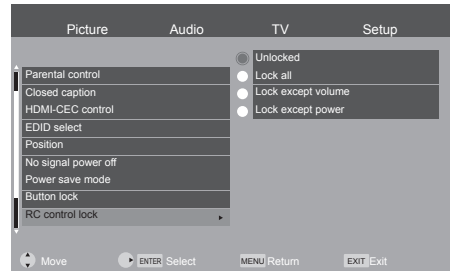 Picture Audio TV Setup
Parental control
Closed caption
HDMI-CEC control
EDID select
Position
No signal power off
Power save mode
Button lock
RC control lock
Unlocked
Lock all
Lock except volume
Lock except power
Move ENTER Select MENU Return EXIT Exit